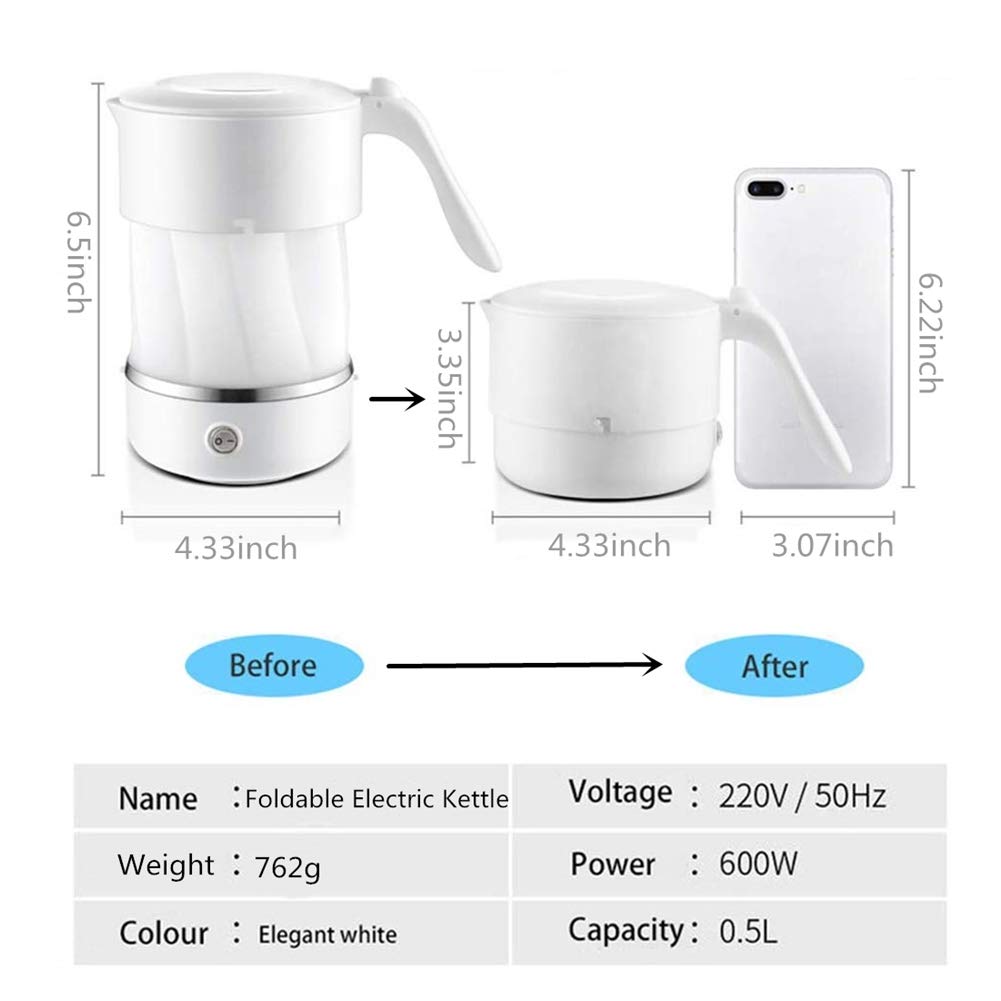 6.5inch
3.35inch
6.22inch
4.33inch
4.33inch
3.07inch
Before
After
Name :Foldable Electric Kettle
Voltage : 220V / 50Hz
Weight : 762g
Power : 600W
Colour : Elegant white
Capacity: 0.5L